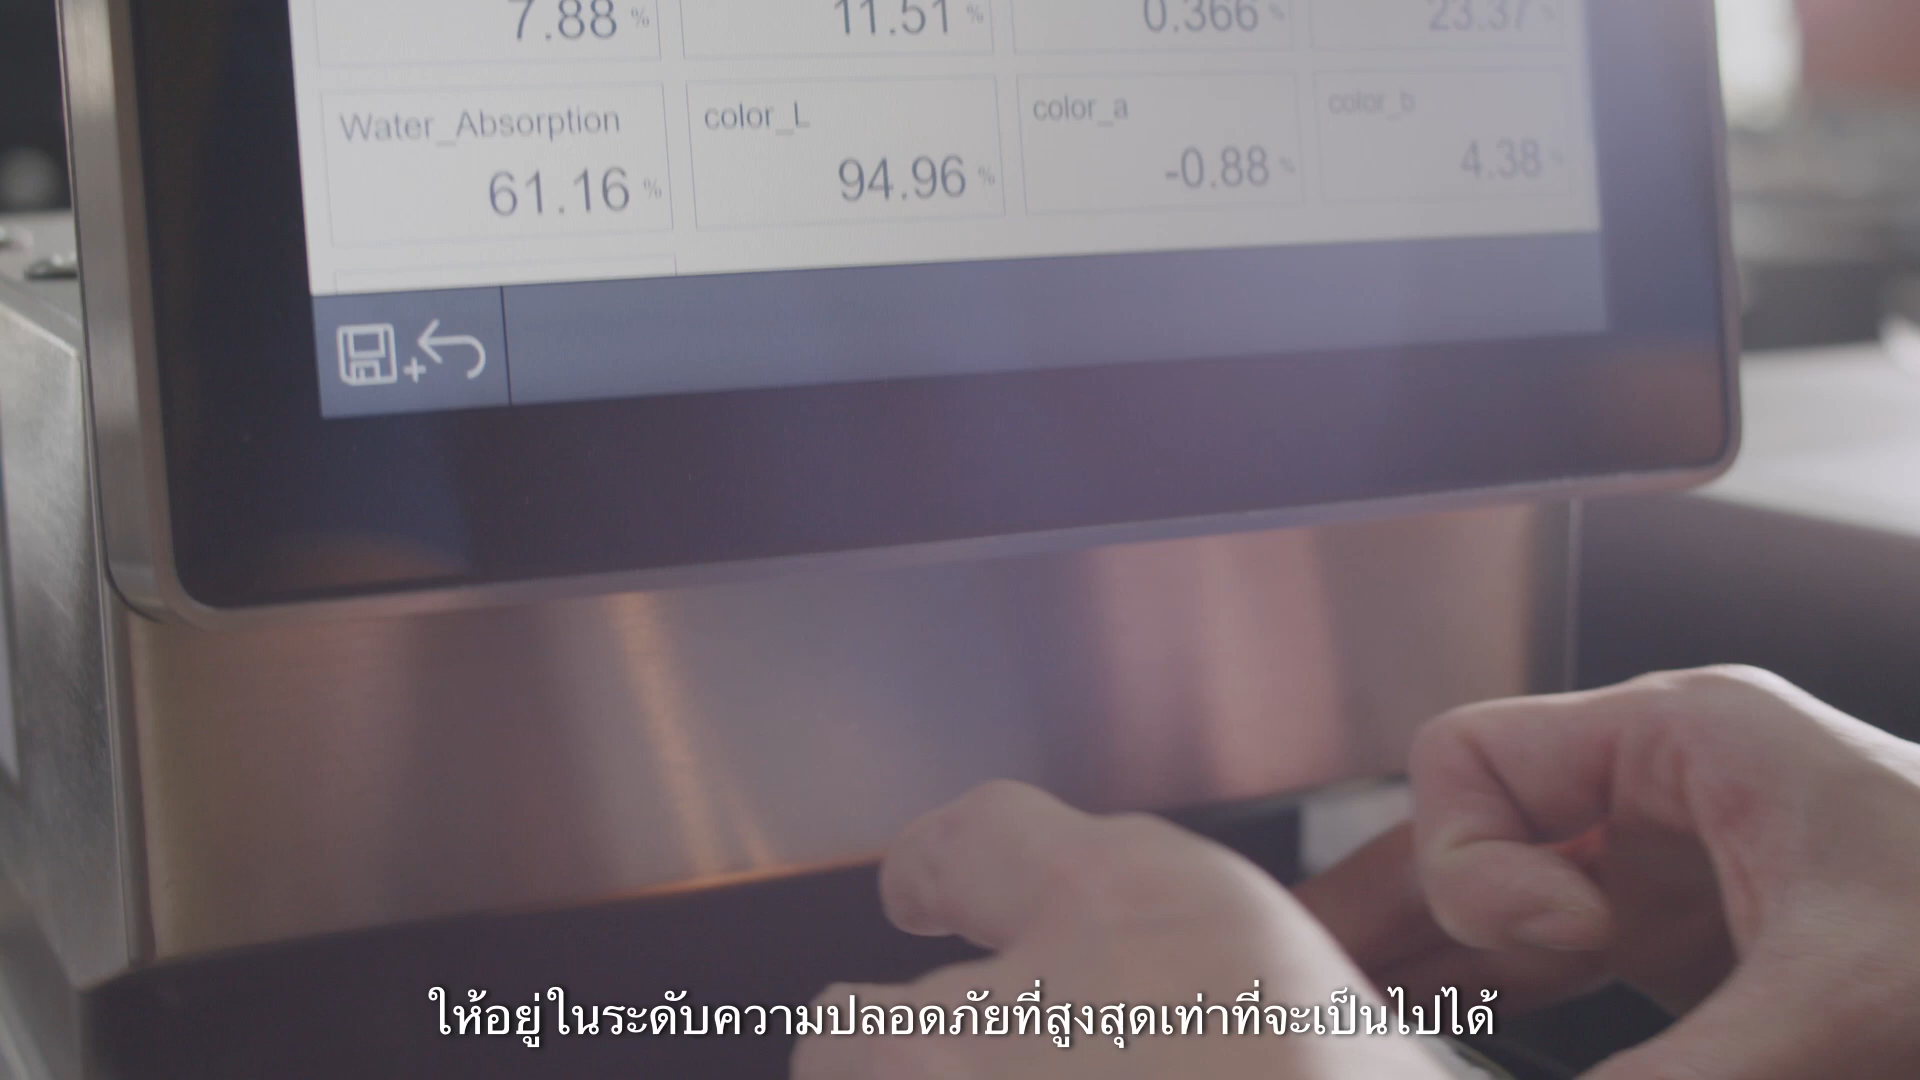 7.88 % 11.51 % 0.366 % 23.37 %
Water_Absorption color_L color_a color_b
61.16 % 94.96 % -0.88 % 4.38 %
ให้อยู่ในระดับความปลอดภัยที่สูงสุดเท่าที่จะเป็นไปได้